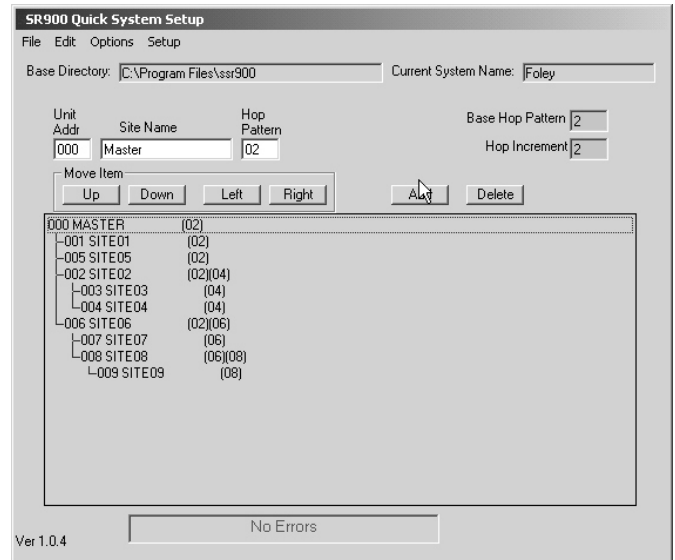 SR900 Quick System Setup
File Edit Options Setup
Base Directory: C:\Program Files\ssr900 Current System Name: Foley
Unit Addr Site Name Hop Pattern Base Hop Pattern 2
000 Master 02 Hop Increment 2
Move Item
Up Down Left Right Add Delete
000 MASTER (02)
001 SITE01 (02)
005 SITE05 (02)
002 SITE02 (02)(04)
003 SITE03 (04)
004 SITE04 (04)
006 SITE06 (02)(06)
007 SITE07 (06)
008 SITE08 (06)(08)
009 SITE09 (08)
No Errors
Ver 1.0.4